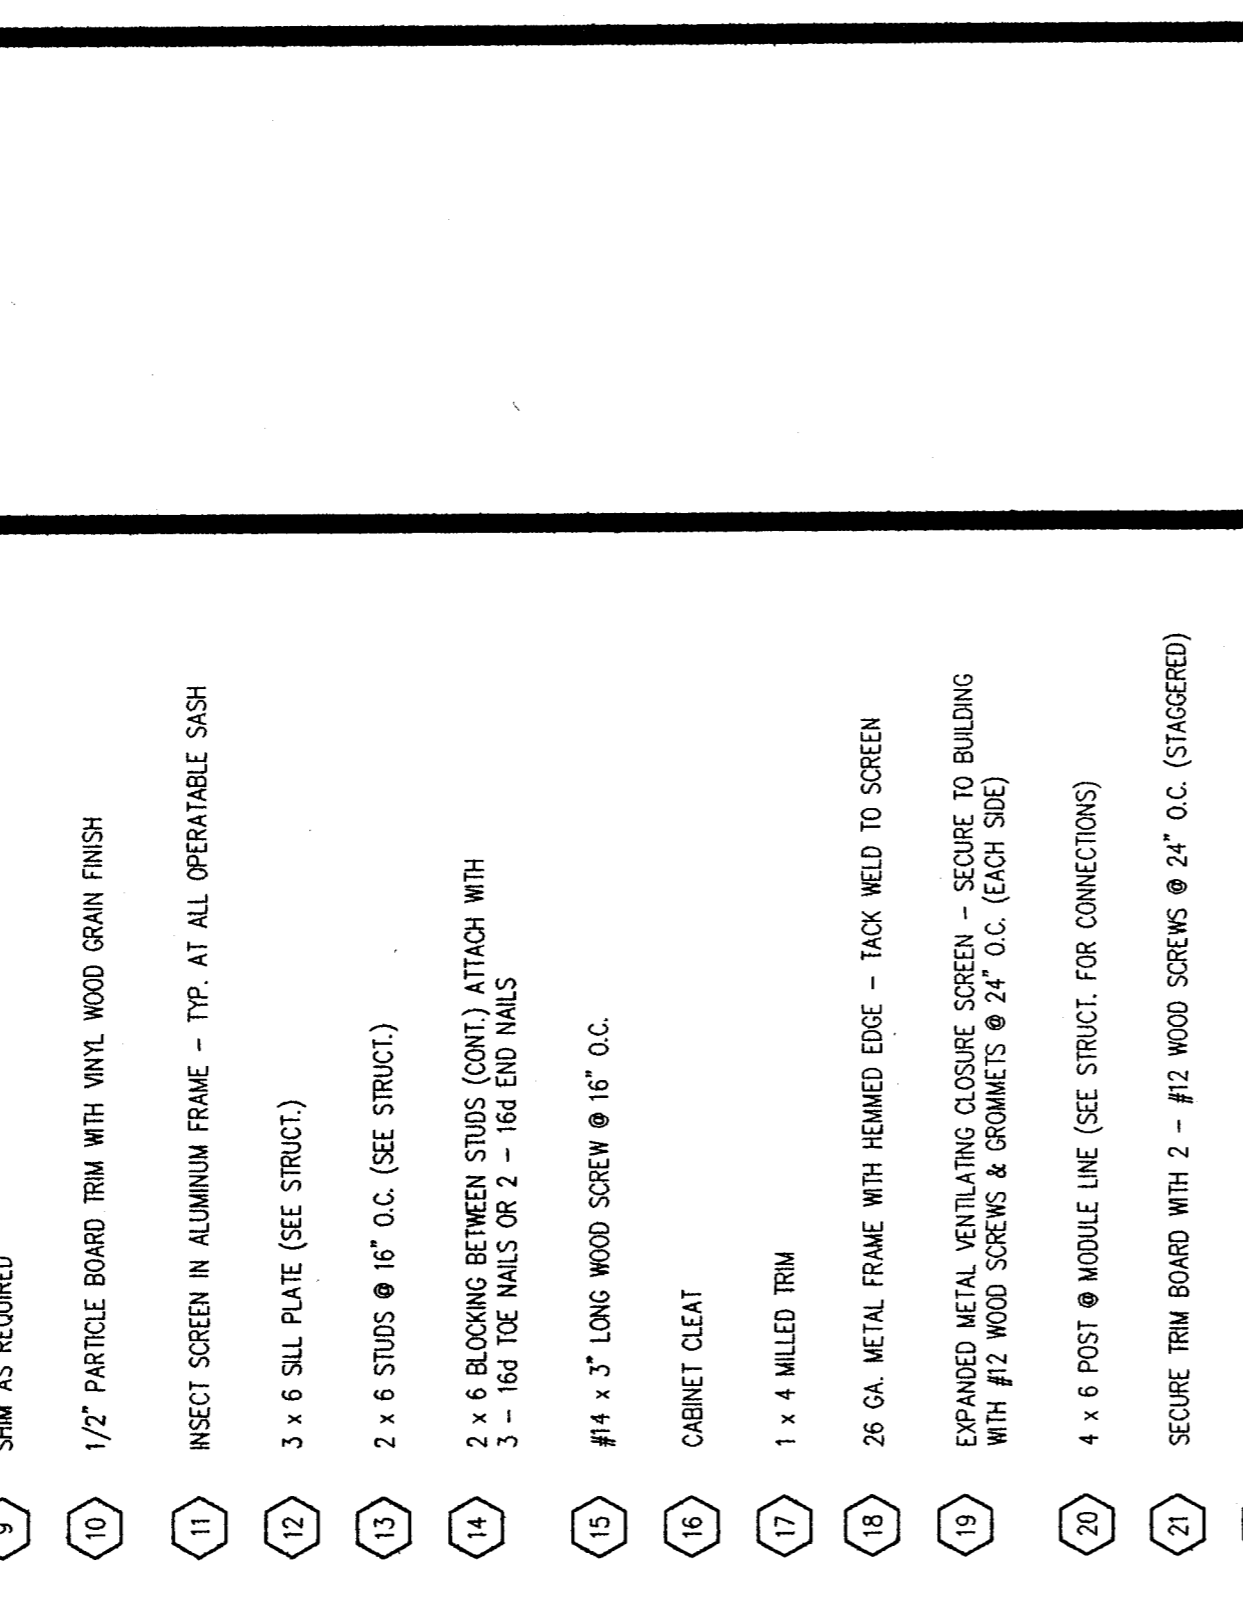 9 SHIM AS REQUIRED
10 1/2" PARTICLE BOARD TRIM WITH VINYL WOOD GRAIN FINISH
11 INSECT SCREEN IN ALUMINUM FRAME - TYP. AT ALL OPERATABLE SASH
12 3 x 6 SILL PLATE (SEE STRUCT.)
13 2 x 6 STUDS @ 16" O.C. (SEE STRUCT.)
14 2 x 6 BLOCKING BETWEEN STUDS (CONT.) ATTACH WITH
3 - 16d TOE NAILS OR 2 - 16d END NAILS
15 #14 x 3" LONG WOOD SCREW @ 16" O.C.
16 CABINET CLEAT
17 1 x 4 MILLED TRIM
18 26 GA. METAL FRAME WITH HEMMED EDGE - TACK WELD TO SCREEN
19 EXPANDED METAL VENTILATING CLOSURE SCREEN - SECURE TO BUILDING
WITH #12 WOOD SCREWS & GROMMETS @ 24" O.C. (EACH SIDE)
20 4 x 6 POST @ MODULE LINE (SEE STRUCT. FOR CONNECTIONS)
21 SECURE TRIM BOARD WITH 2 - #12 WOOD SCREWS @ 24" O.C. (STAGGERED)